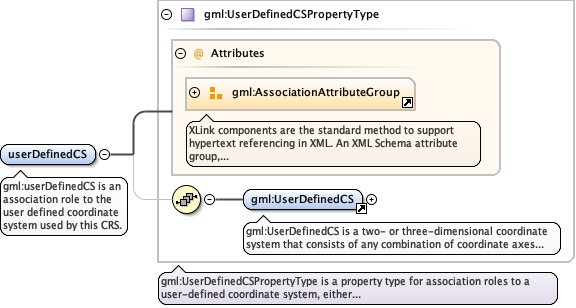 gml:UserDefinedCSPropertyType
@ Attributes
gml:AssociationAttributeGroup
XLink components are the standard method to support
hypertext referencing in XML. An XML Schema attribute
group,...
userDefinedCS
gml:userDefinedCS is an
association role to the
user defined coordinate
system used by this CRS.
gml:UserDefinedCS
gml:UserDefinedCS is a two- or three-dimensional coordinate
system that consists of any combination of coordinate axes...
gml:UserDefinedCSPropertyType is a property type for association roles to a
user-defined coordinate system, either...